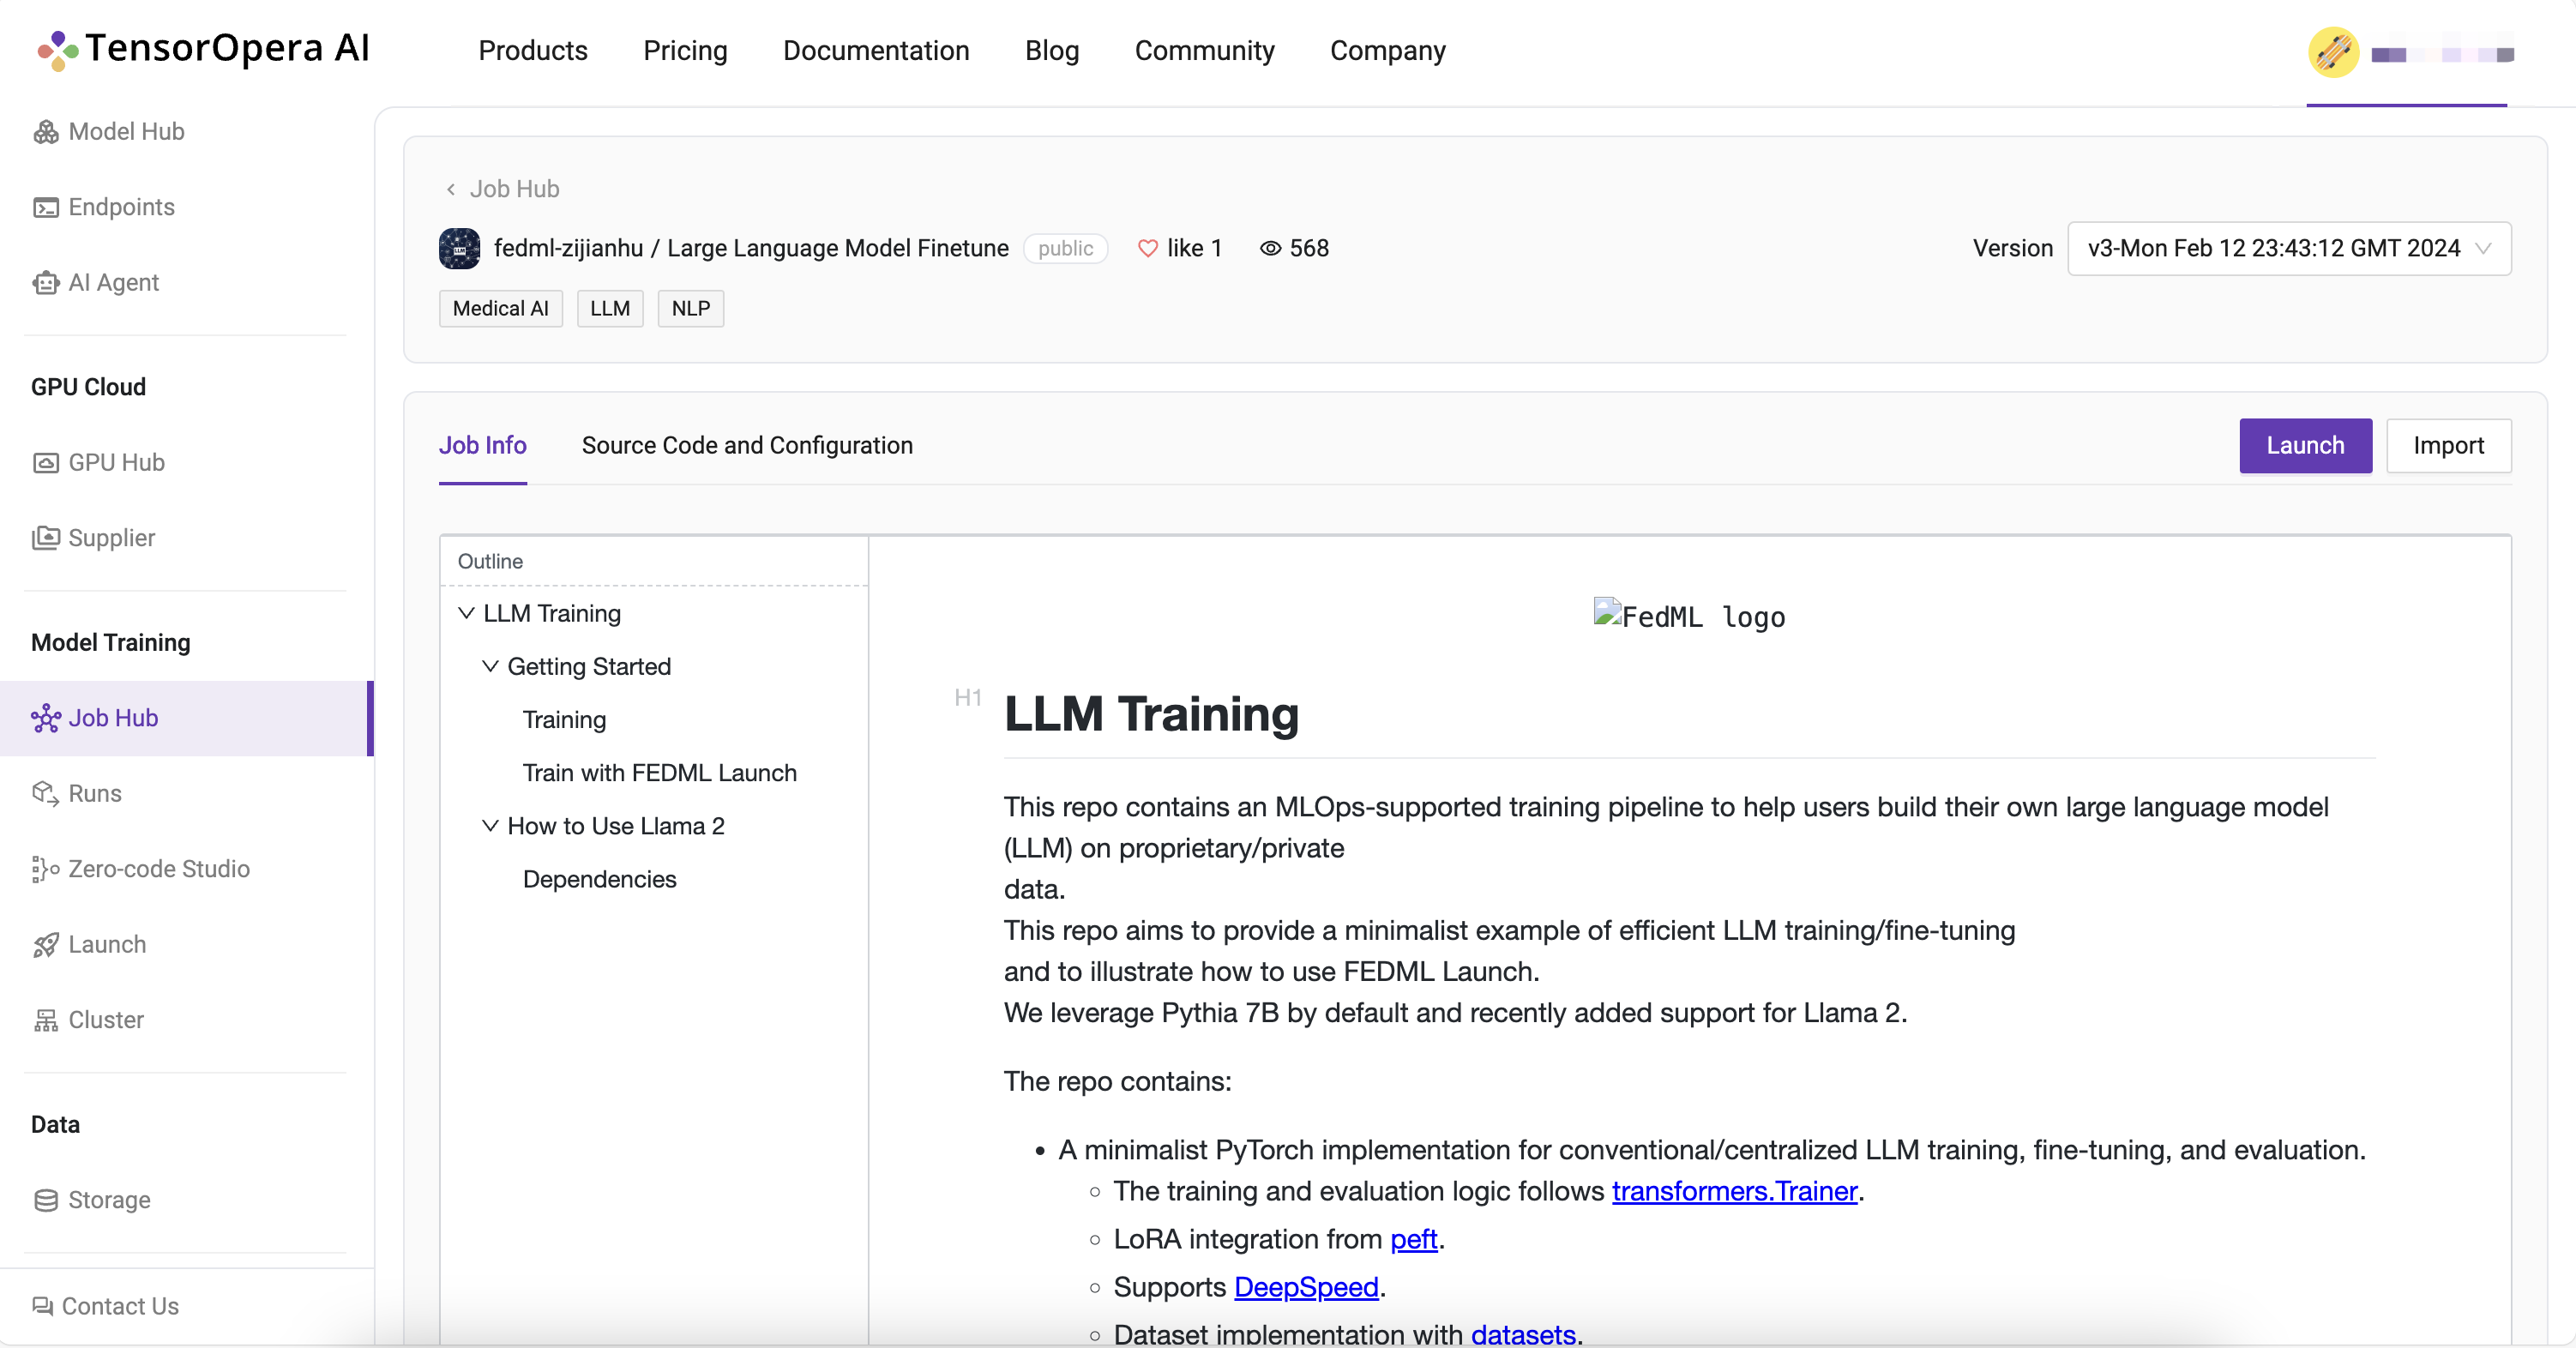 TensorOpera AI
Products
Pricing
Documentation
Blog
Community
Company
Model Hub
Endpoints
AI Agent
GPU Cloud
GPU Hub
Supplier
Model Training
Job Hub
Runs
Zero-code Studio
Launch
Cluster
Data
Storage
Contact Us
Job Hub
fedml-zijianhu / Large Language Model Finetune public like 1 568
Version v3-Mon Feb 12 23:43:12 GMT 2024
Medical AI LLM NLP
Job Info Source Code and Configuration
Launch Import
Outline
LLM Training
Getting Started
Training
Train with FEDML Launch
How to Use Llama 2
Dependencies
FedML logo
H1 LLM Training
This repo contains an MLOps-supported training pipeline to help users build their own large language model
(LLM) on proprietary/private
data.
This repo aims to provide a minimalist example of efficient LLM training/fine-tuning
and to illustrate how to use FEDML Launch.
We leverage Pythia 7B by default and recently added support for Llama 2.
The repo contains:
A minimalist PyTorch implementation for conventional/centralized LLM training, fine-tuning, and evaluation.
The training and evaluation logic follows transformers.Trainer.
LoRA integration from peft.
Supports DeepSpeed.
Dataset implementation with datasets.